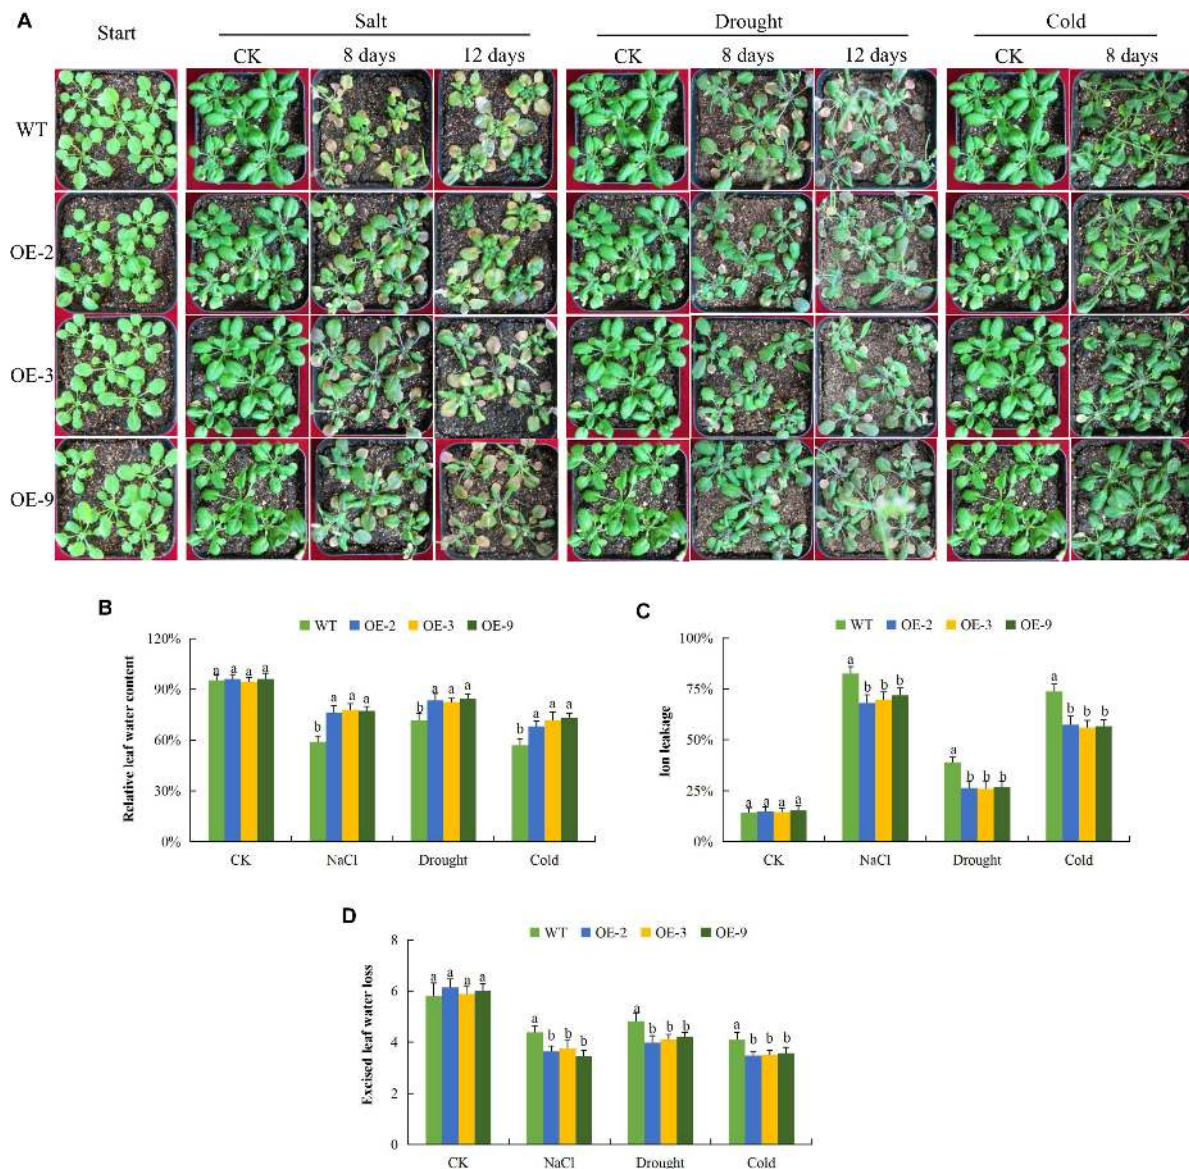 A
Start
Salt
Drought
Cold
CK
8 days
12 days
CK
8 days
12 days
CK
8 days
WT
OE-2
OE-3
OE-9
B
WT OE-2 OE-3 OE-9
Relative leaf water content
120%
90%
60%
30%
0%
a a a a
b a a a
b a a a
b a a a
CK NaCl Drought Cold
C
WT OE-2 OE-3 OE-9
Ion leakage
100%
75%
50%
25%
0%
a a a a
a b b b
a b b b
a b b b
CK NaCl Drought Cold
D
WT OE-2 OE-3 OE-9
Excised leaf water loss
8
6
4
2
0
a a a a
a b b b
a b b b
a b b b
CK NaCl Drought Cold